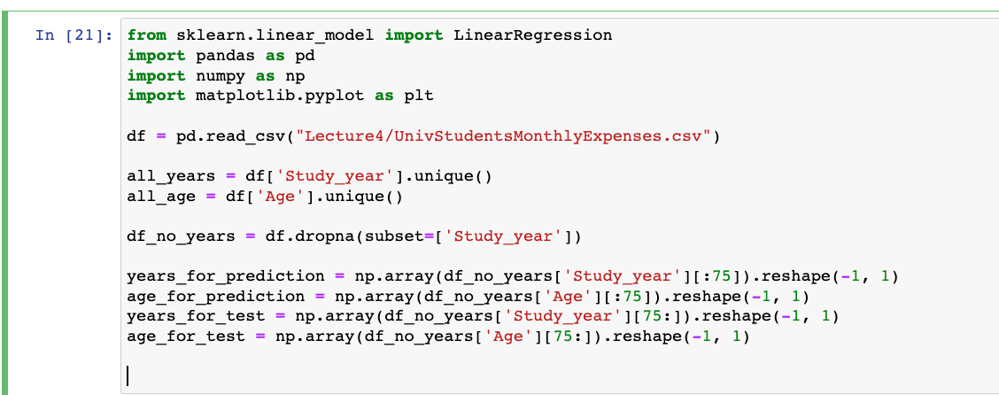 In [21]: from sklearn.linear_model import LinearRegression
import pandas as pd
import numpy as np
import matplotlib.pyplot as plt
df = pd.read_csv("Lecture4/UnivStudentsMonthlyExpenses.csv")
all_years = df['Study_year'].unique()
all_age = df['Age'].unique()
df_no_years = df.dropna(subset=['Study_year'])
years_for_prediction = np.array(df_no_years['Study_year'][:75]).reshape(-1, 1)
age_for_prediction = np.array(df_no_years['Age'][:75]).reshape(-1, 1)
years_for_test = np.array(df_no_years['Study_year'][75:]).reshape(-1, 1)
age_for_test = np.array(df_no_years['Age'][75:]).reshape(-1, 1)